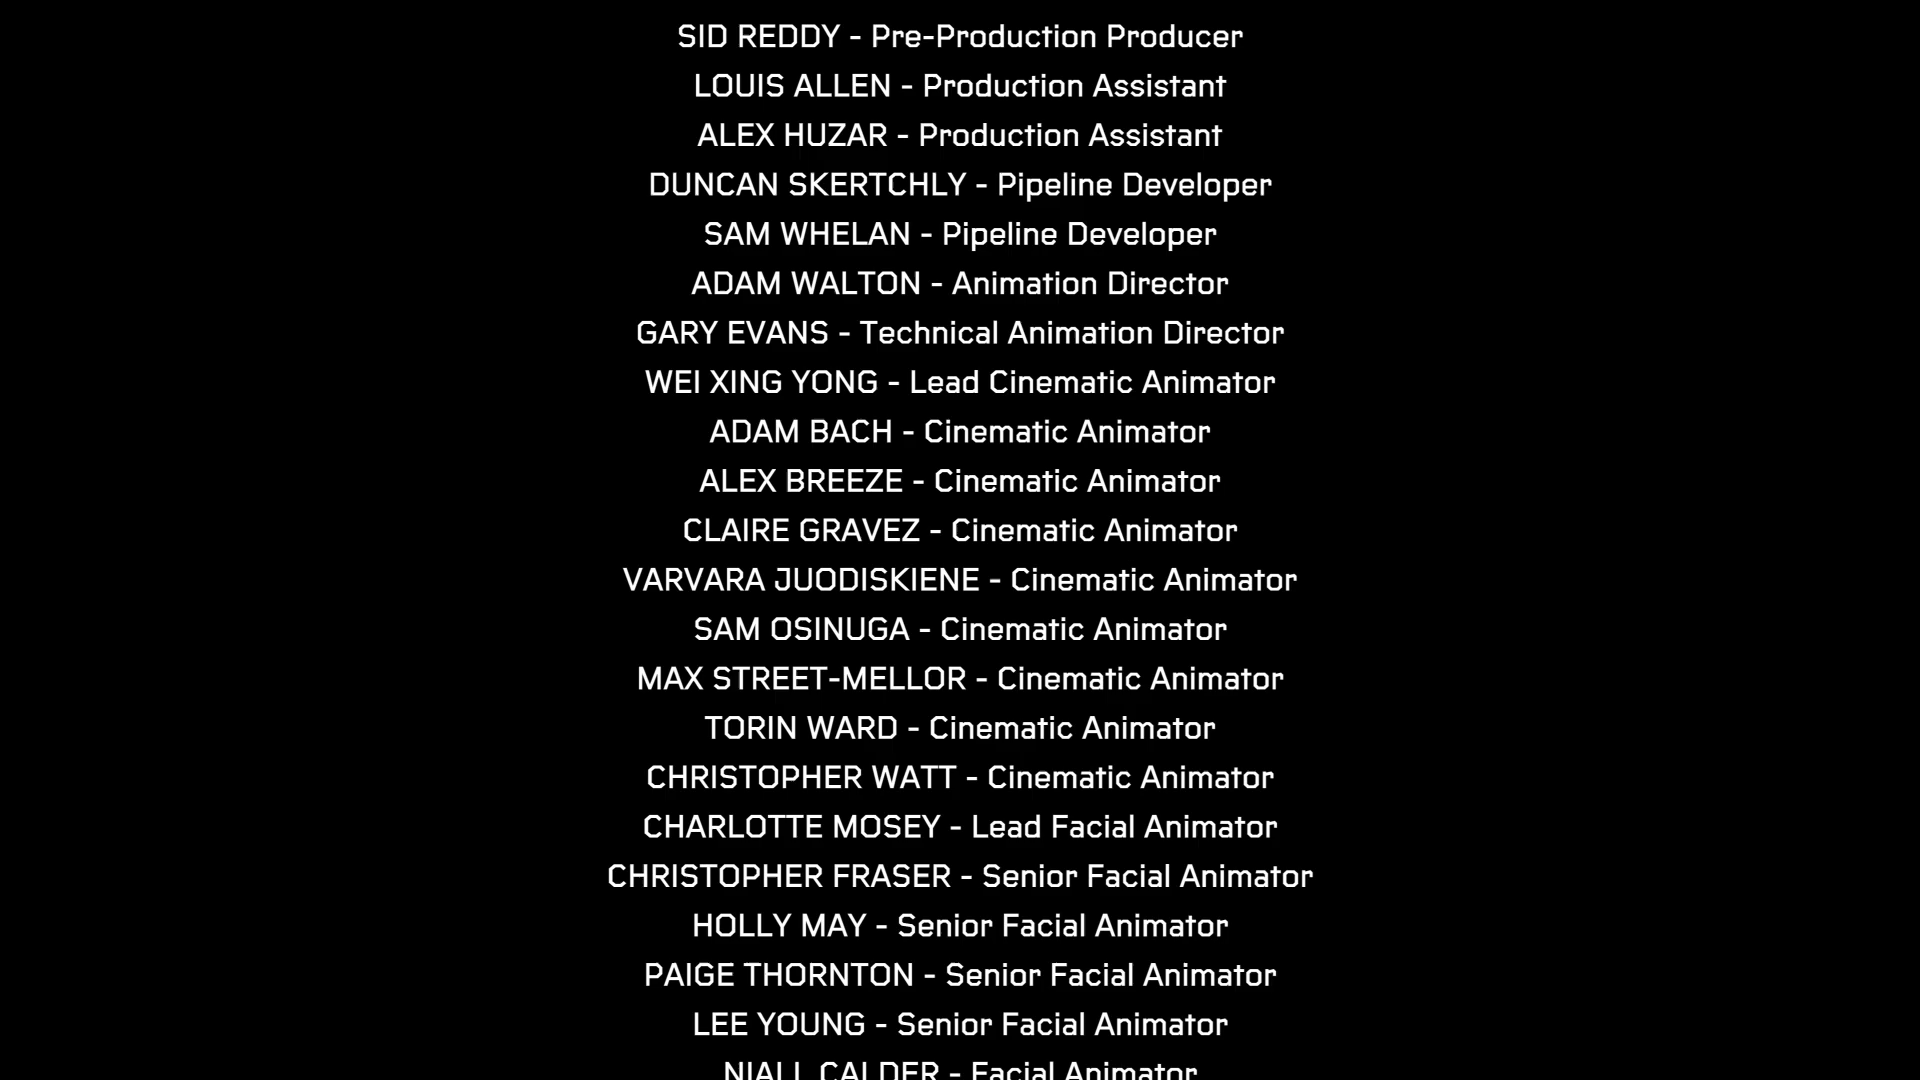 SID REDDY - Pre-Production Producer
LOUIS ALLEN - Production Assistant
ALEX HUZAR - Production Assistant
DUNCAN SKERTCHLY - Pipeline Developer
SAM WHELAN - Pipeline Developer
ADAM WALTON - Animation Director
GARY EVANS - Technical Animation Director
WEI XING YONG - Lead Cinematic Animator
ADAM BACH - Cinematic Animator
ALEX BREEZE - Cinematic Animator
CLAIRE GRAVEZ - Cinematic Animator
VARVARA JUODISKIENE - Cinematic Animator
SAM OSINUGA - Cinematic Animator
MAX STREET-MELLOR - Cinematic Animator
TORIN WARD - Cinematic Animator
CHRISTOPHER WATT - Cinematic Animator
CHARLOTTE MOSEY - Lead Facial Animator
CHRISTOPHER FRASER - Senior Facial Animator
HOLLY MAY - Senior Facial Animator
PAIGE THORNTON - Senior Facial Animator
LEE YOUNG - Senior Facial Animator
NIALL CALDER - Facial Animator